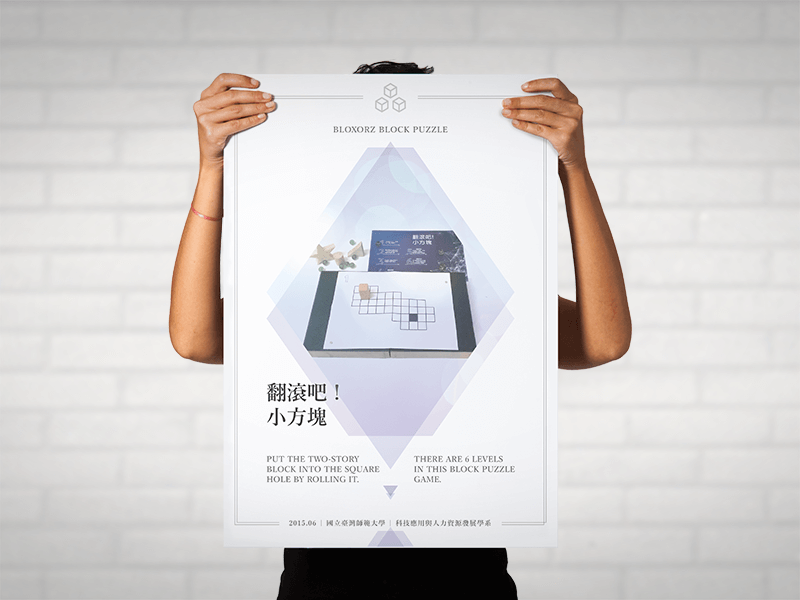 BLOXORZ BLOCK PUZZLE
翻滾吧！
小方塊
翻滾吧！
小方塊
PUT THE TWO-STORY
BLOCK INTO THE SQUARE
HOLE BY ROLLING IT.
THERE ARE 6 LEVELS
IN THIS BLOCK PUZZLE
GAME.
2015.06 | 國立臺灣師範大學 | 科技應用與人力資源發展學系